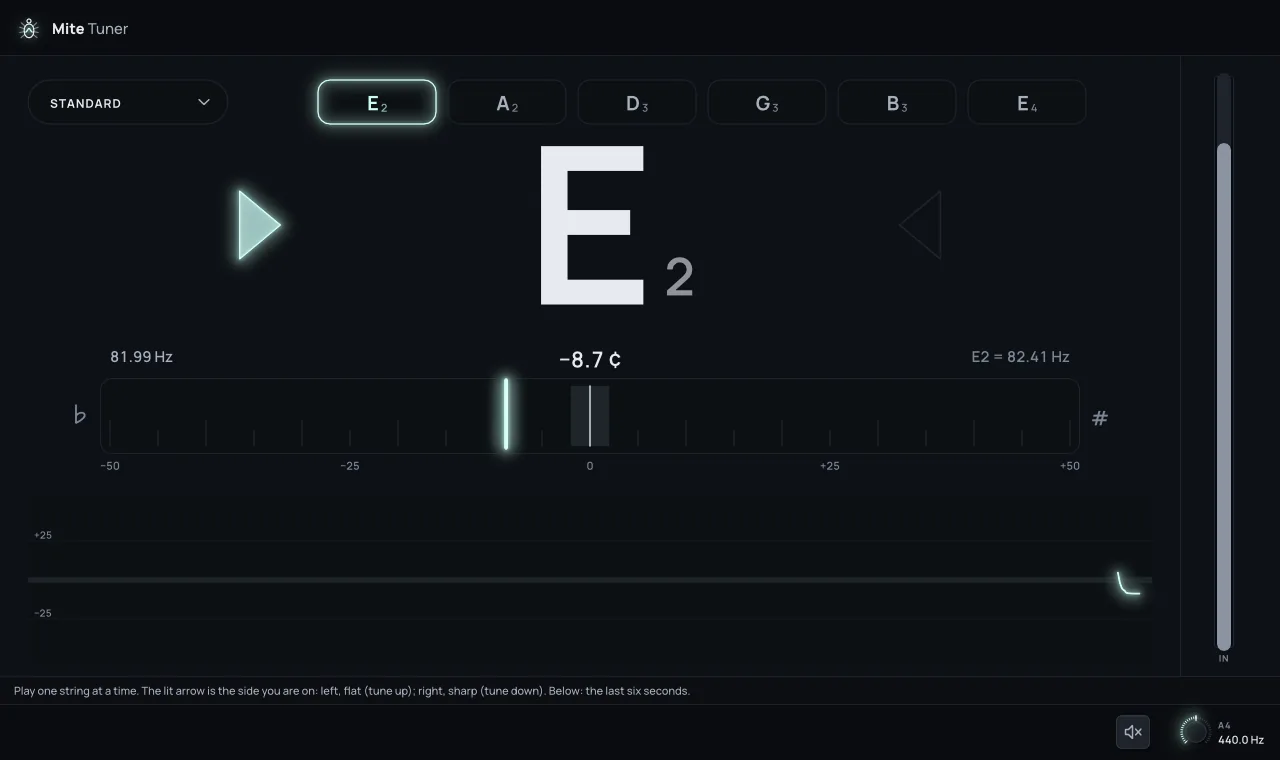 Mite Tuner
STANDARD
E2
A2
D3
G3
B3
E4
E2
81.99 Hz
−8.7 ¢
E2 = 82.41 Hz
♭
#
−50
−25
0
+25
+50
+25
−25
IN
Play one string at a time. The lit arrow is the side you are on: left, flat (tune up); right, sharp (tune down). Below: the last six seconds.
A4
440.0 Hz